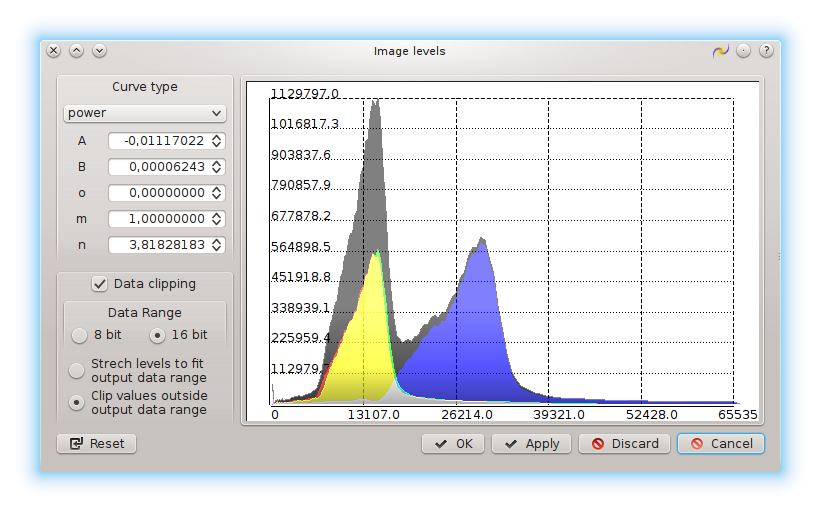 Image levels
Curve type
power
A -0,01117022
B 0,00006243
o 0,00000000
m 1,00000000
n 3,81828183
Data clipping
Data Range
8 bit 16 bit
Strech levels to fit
output data range
Clip values outside
output data range
1129797.0
1016817.3
903837.6
790857.9
677878.2
564898.5
451918.8
338939.1
225959.4
112979.7
0 13107.0 26214.0 39321.0 52428.0 65535
Reset OK Apply Discard Cancel